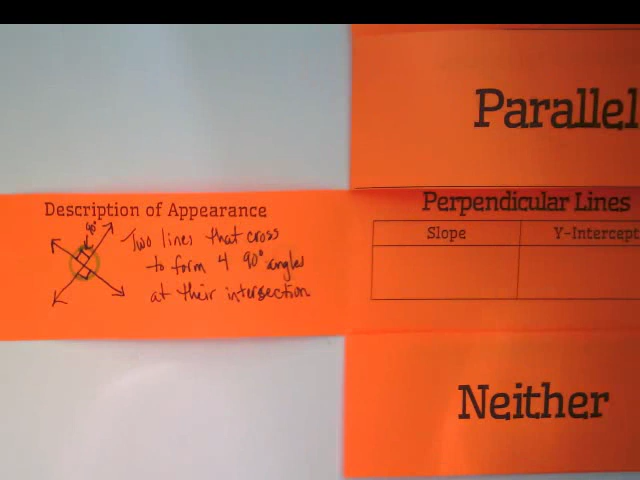 Parallel
Description of Appearance
90°
Two lines that cross
to form 4 90° angles
at their intersection
Perpendicular Lines
Slope
Y-Intercept
Neither